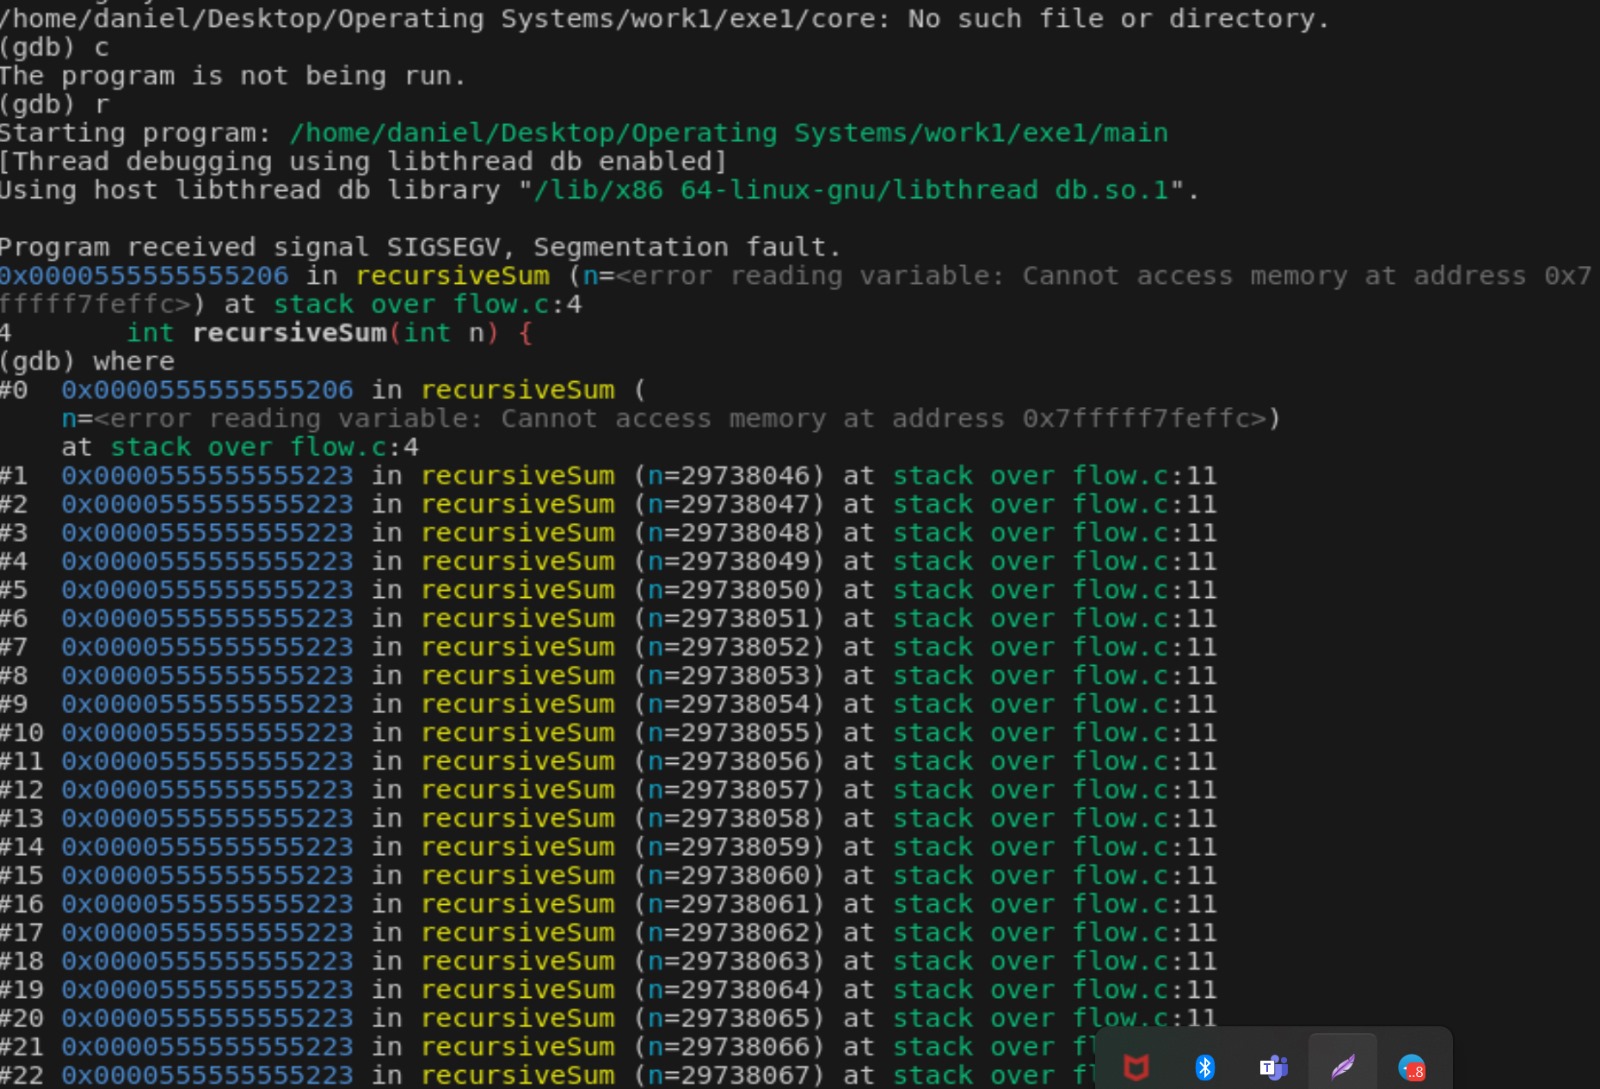 /home/daniel/Desktop/Operating Systems/work1/exe1/core: No such file or directory.
(gdb) c
The program is not being run.
(gdb) r
Starting program: /home/daniel/Desktop/Operating Systems/work1/exe1/main
[Thread debugging using libthread db enabled]
Using host libthread db library "/lib/x86 64-linux-gnu/libthread db.so.1".
Program received signal SIGSEGV, Segmentation fault.
0x0000555555555206 in recursiveSum (n=<error reading variable: Cannot access memory at address 0x7
fffff7feffc>) at stack over flow.c:4
4 int recursiveSum(int n) {
(gdb) where
#0 0x0000555555555206 in recursiveSum (
n=<error reading variable: Cannot access memory at address 0x7fffff7feffc>)
at stack over flow.c:4
#1 0x0000555555555223 in recursiveSum (n=29738046) at stack over flow.c:11
#2 0x0000555555555223 in recursiveSum (n=29738047) at stack over flow.c:11
#3 0x0000555555555223 in recursiveSum (n=29738048) at stack over flow.c:11
#4 0x0000555555555223 in recursiveSum (n=29738049) at stack over flow.c:11
#5 0x0000555555555223 in recursiveSum (n=29738050) at stack over flow.c:11
#6 0x0000555555555223 in recursiveSum (n=29738051) at stack over flow.c:11
#7 0x0000555555555223 in recursiveSum (n=29738052) at stack over flow.c:11
#8 0x0000555555555223 in recursiveSum (n=29738053) at stack over flow.c:11
#9 0x0000555555555223 in recursiveSum (n=29738054) at stack over flow.c:11
#10 0x0000555555555223 in recursiveSum (n=29738055) at stack over flow.c:11
#11 0x0000555555555223 in recursiveSum (n=29738056) at stack over flow.c:11
#12 0x0000555555555223 in recursiveSum (n=29738057) at stack over flow.c:11
#13 0x0000555555555223 in recursiveSum (n=29738058) at stack over flow.c:11
#14 0x0000555555555223 in recursiveSum (n=29738059) at stack over flow.c:11
#15 0x0000555555555223 in recursiveSum (n=29738060) at stack over flow.c:11
#16 0x0000555555555223 in recursiveSum (n=29738061) at stack over flow.c:11
#17 0x0000555555555223 in recursiveSum (n=29738062) at stack over flow.c:11
#18 0x0000555555555223 in recursiveSum (n=29738063) at stack over flow.c:11
#19 0x0000555555555223 in recursiveSum (n=29738064) at stack over flow.c:11
#20 0x0000555555555223 in recursiveSum (n=29738065) at stack over flow.c:11
#21 0x0000555555555223 in recursiveSum (n=29738066) at stack over
#22 0x0000555555555223 in recursiveSum (n=29738067) at stack over
T
..8